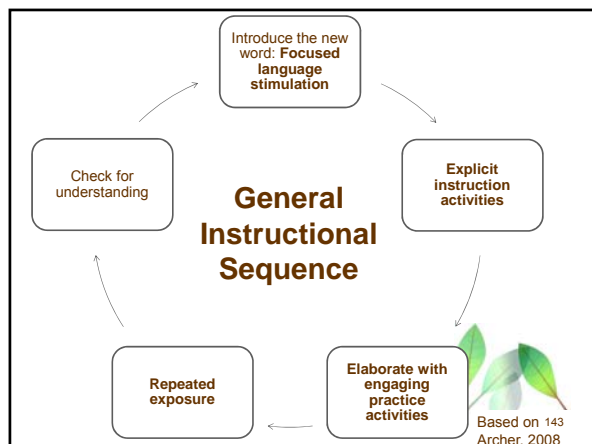 Introduce the new
word: Focused
language
stimulation
Explicit
instruction
activities
Elaborate with
engaging
practice
activities
Repeated
exposure
Check for
understanding
General
Instructional
Sequence
Based on 143
Archer, 2008